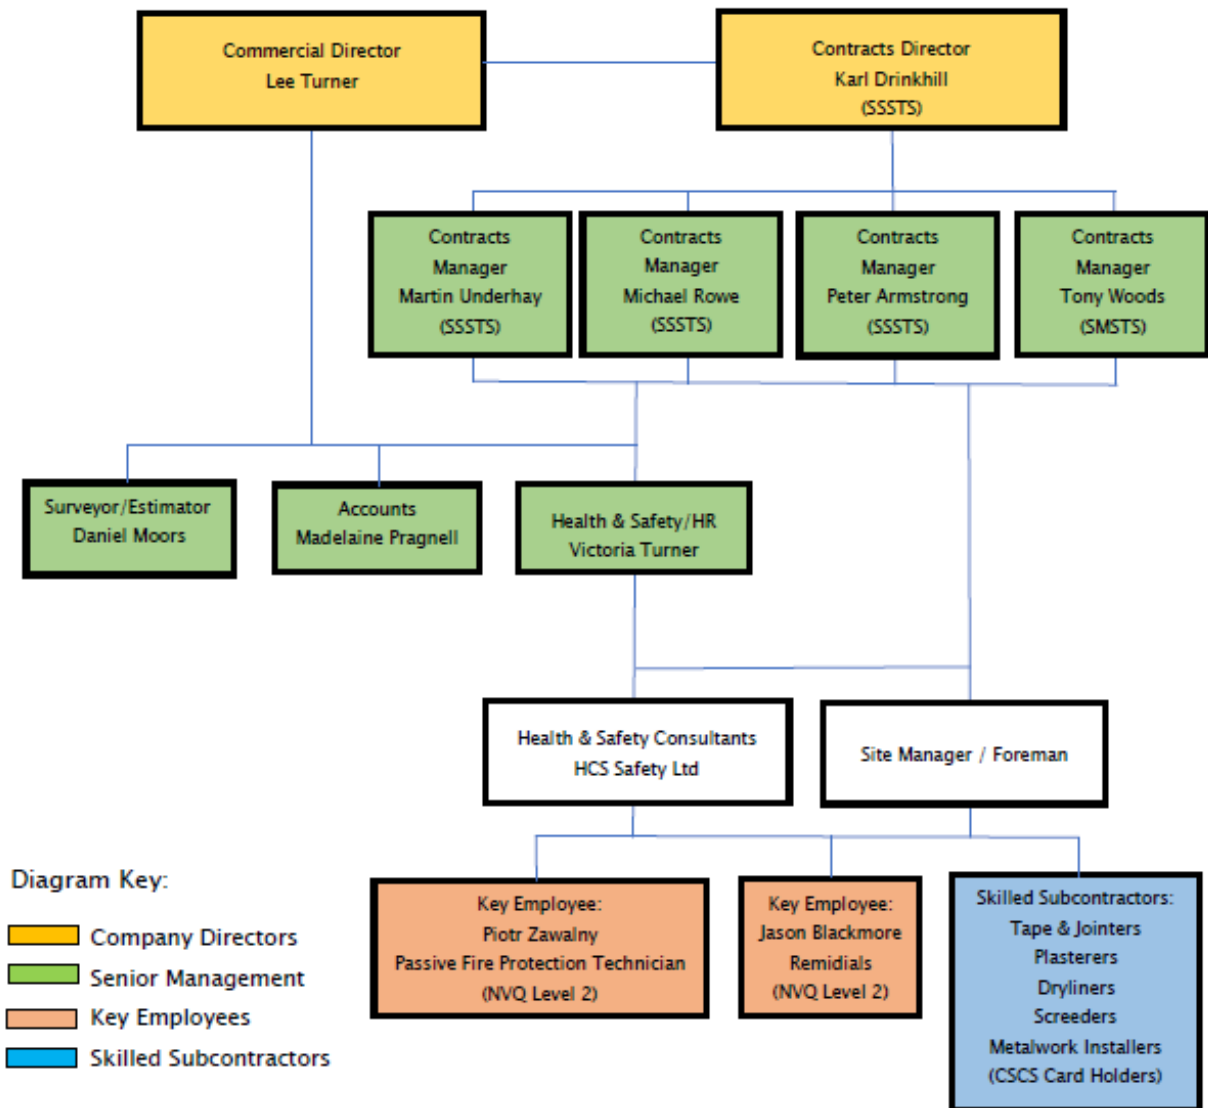 Commercial Director
Lee Turner
Contracts Director
Karl Drinkhill
(SSSTS)
Contracts
Manager
Martin Underhay
(SSSTS)
Contracts
Manager
Michael Rowe
(SSSTS)
Contracts
Manager
Peter Armstrong
(SSSTS)
Contracts
Manager
Tony Woods
(SMSTS)
Surveyor/Estimator
Daniel Moors
Accounts
Madelaine Pragnell
Health & Safety/HR
Victoria Turner
Health & Safety Consultants
HCS Safety Ltd
Site Manager / Foreman
Key Employee:
Piotr Zawalny
Passive Fire Protection Technician
(NVQ Level 2)
Key Employee:
Jason Blackmore
Remidials
(NVQ Level 2)
Skilled Subcontractors:
Tape & Jointers
Plasterers
Dryliners
Screeders
Metalwork Installers
(CSCS Card Holders)
Diagram Key:
Company Directors
Senior Management
Key Employees
Skilled Subcontractors